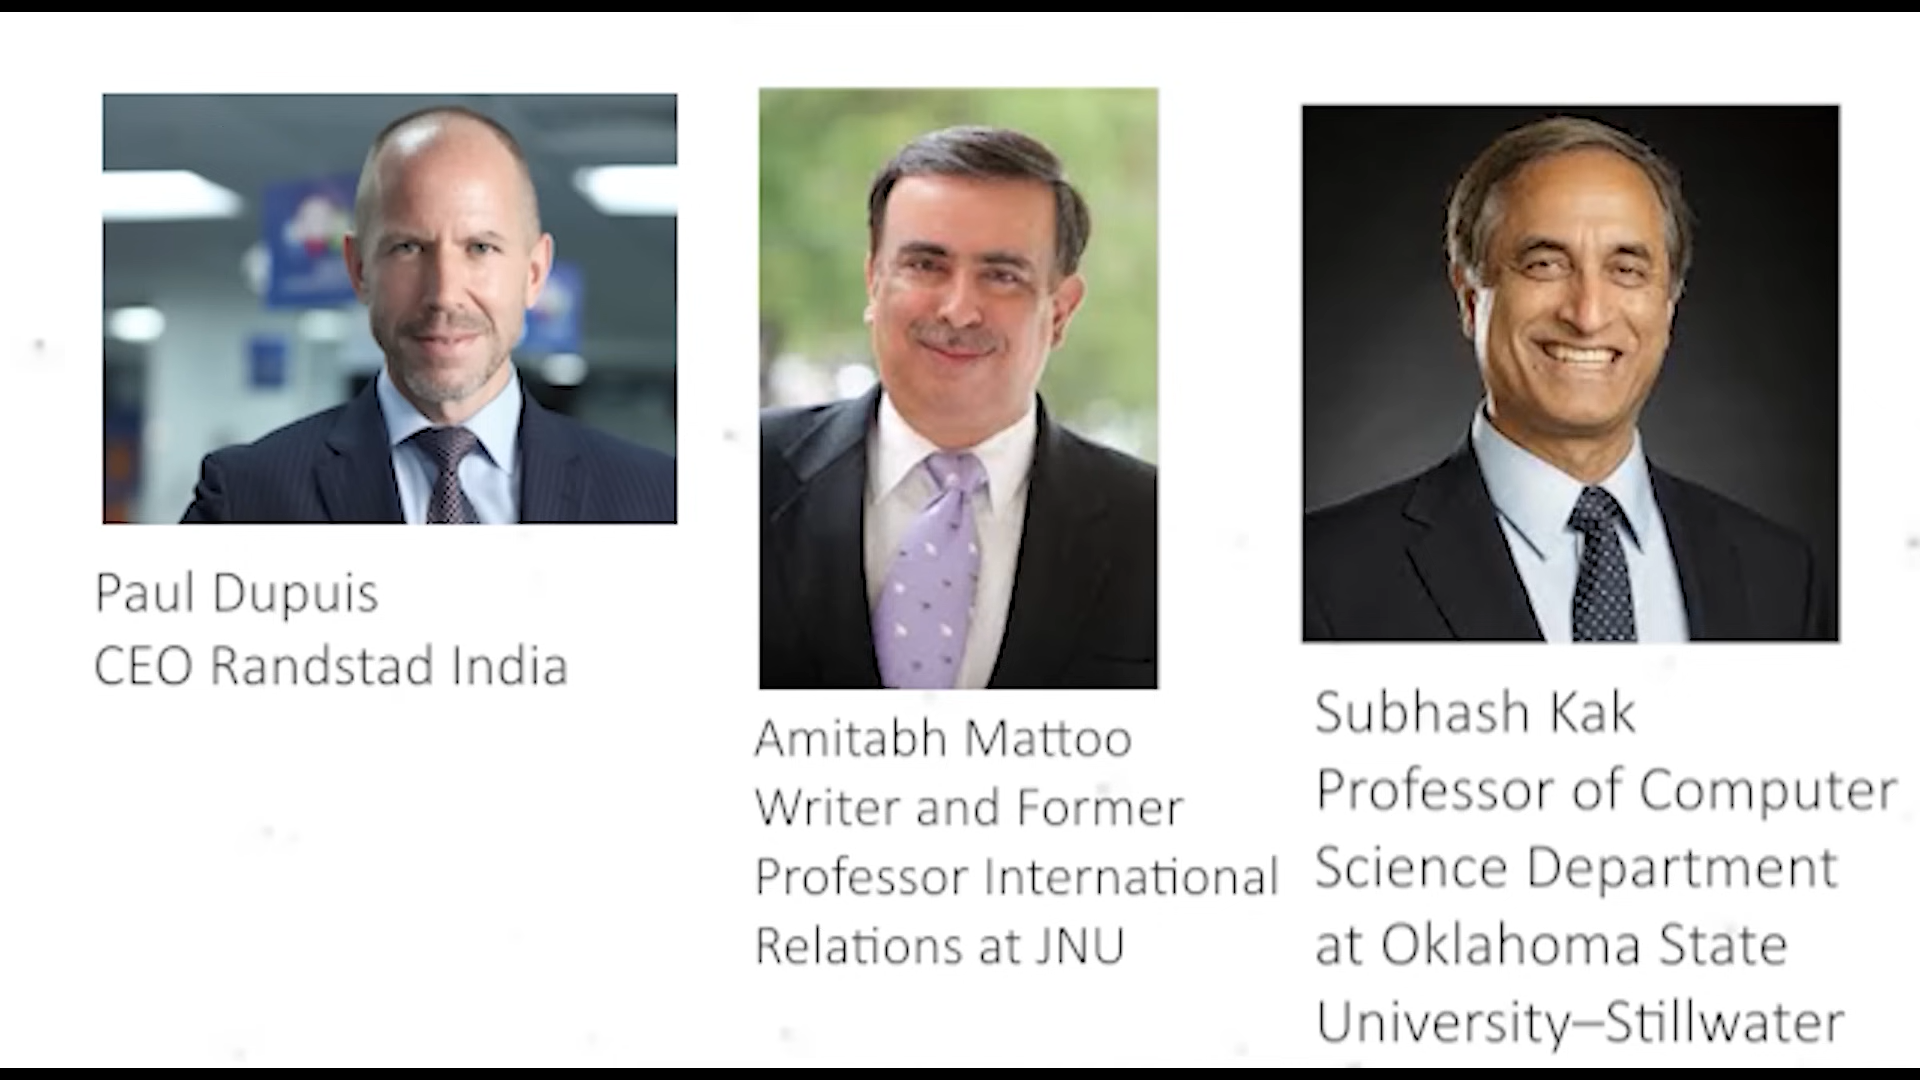 Paul Dupuis
CEO Randstad India
Amitabh Mattoo
Writer and Former
Professor International
Relations at JNU
Subhash Kak
Professor of Computer
Science Department
at Oklahoma State
University–Stillwater